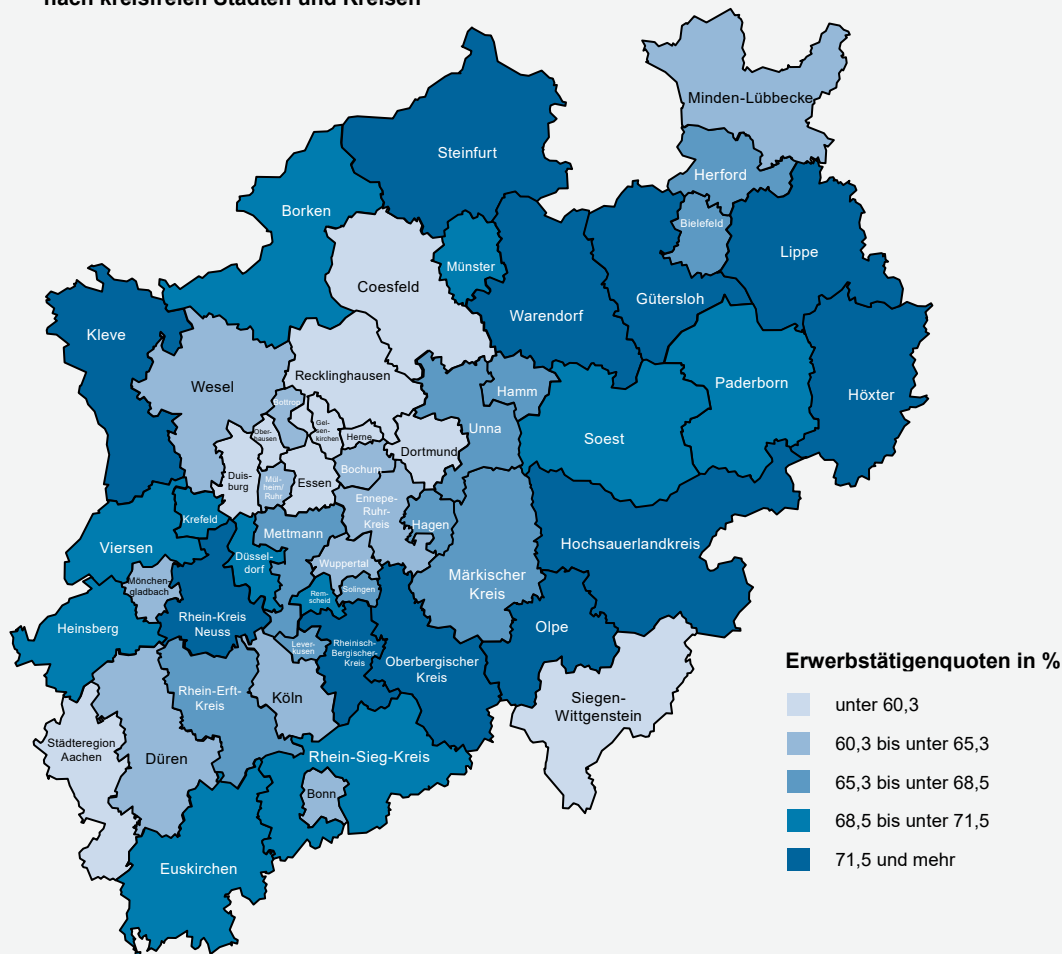 nach kreisfreien Städten und Kreisen
Minden-Lübbecke
Steinfurt
Herford
Borken
Bielefeld
Lippe
Münster
Coesfeld
Gütersloh
Warendorf
Kleve
Recklinghausen
Wesel
Paderborn
Hamm
Höxter
Bottrop
Unna
Gel-
sen-
kirchen
Ober-
hausen
Herne
Soest
Dortmund
Bochum
Duis-
burg
Mül-
heim/
Ruhr
Essen
Ennepe-
Ruhr-
Kreis
Krefeld
Hagen
Mettmann
Viersen
Hochsauerlandkreis
Düssel-
dorf
Wuppertal
Märkischer
Kreis
Mönchen-
gladbach
Rem-
scheid
Solingen
Rhein-Kreis
Neuss
Heinsberg
Olpe
Lever-
kusen
Rheinisch-
Bergischer-
Kreis
Oberbergischer
Kreis
Rhein-Erft-
Kreis
Köln
Siegen-
Wittgenstein
Städteregion
Aachen
Düren
Rhein-Sieg-Kreis
Bonn
Euskirchen
Erwerbstätigenquoten in %
unter 60,3
60,3 bis unter 65,3
65,3 bis unter 68,5
68,5 bis unter 71,5
71,5 und mehr